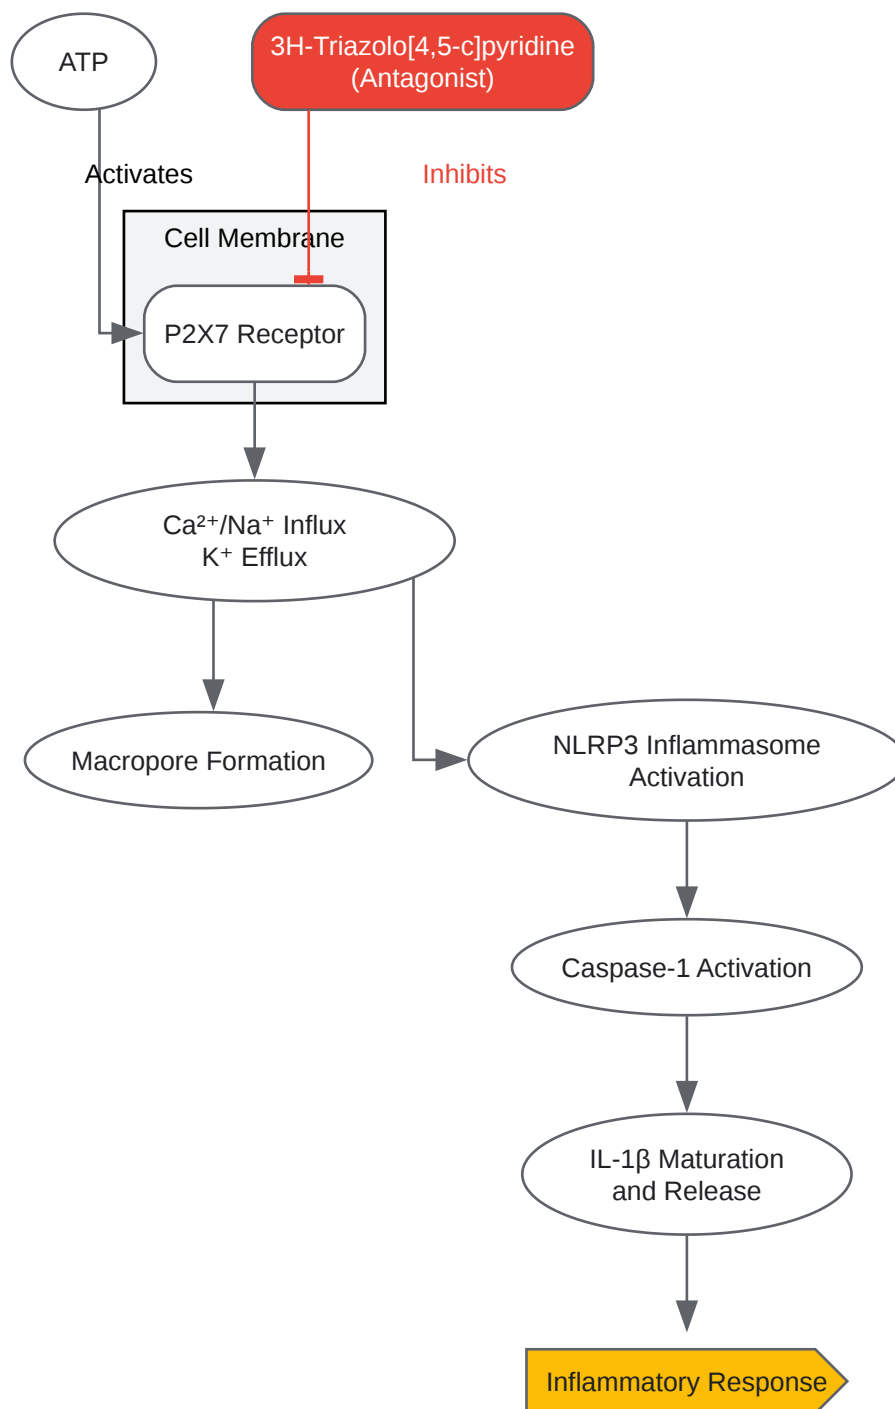 ATP
3H-Triazolo[4,5-c]pyridine
(Antagonist)
Activates
Inhibits
Cell Membrane
P2X7 Receptor
Ca²⁺/Na⁺ Influx
K⁺ Efflux
Macropore Formation
NLRP3 Inflammasome
Activation
Caspase-1 Activation
IL-1β Maturation
and Release
Inflammatory Response